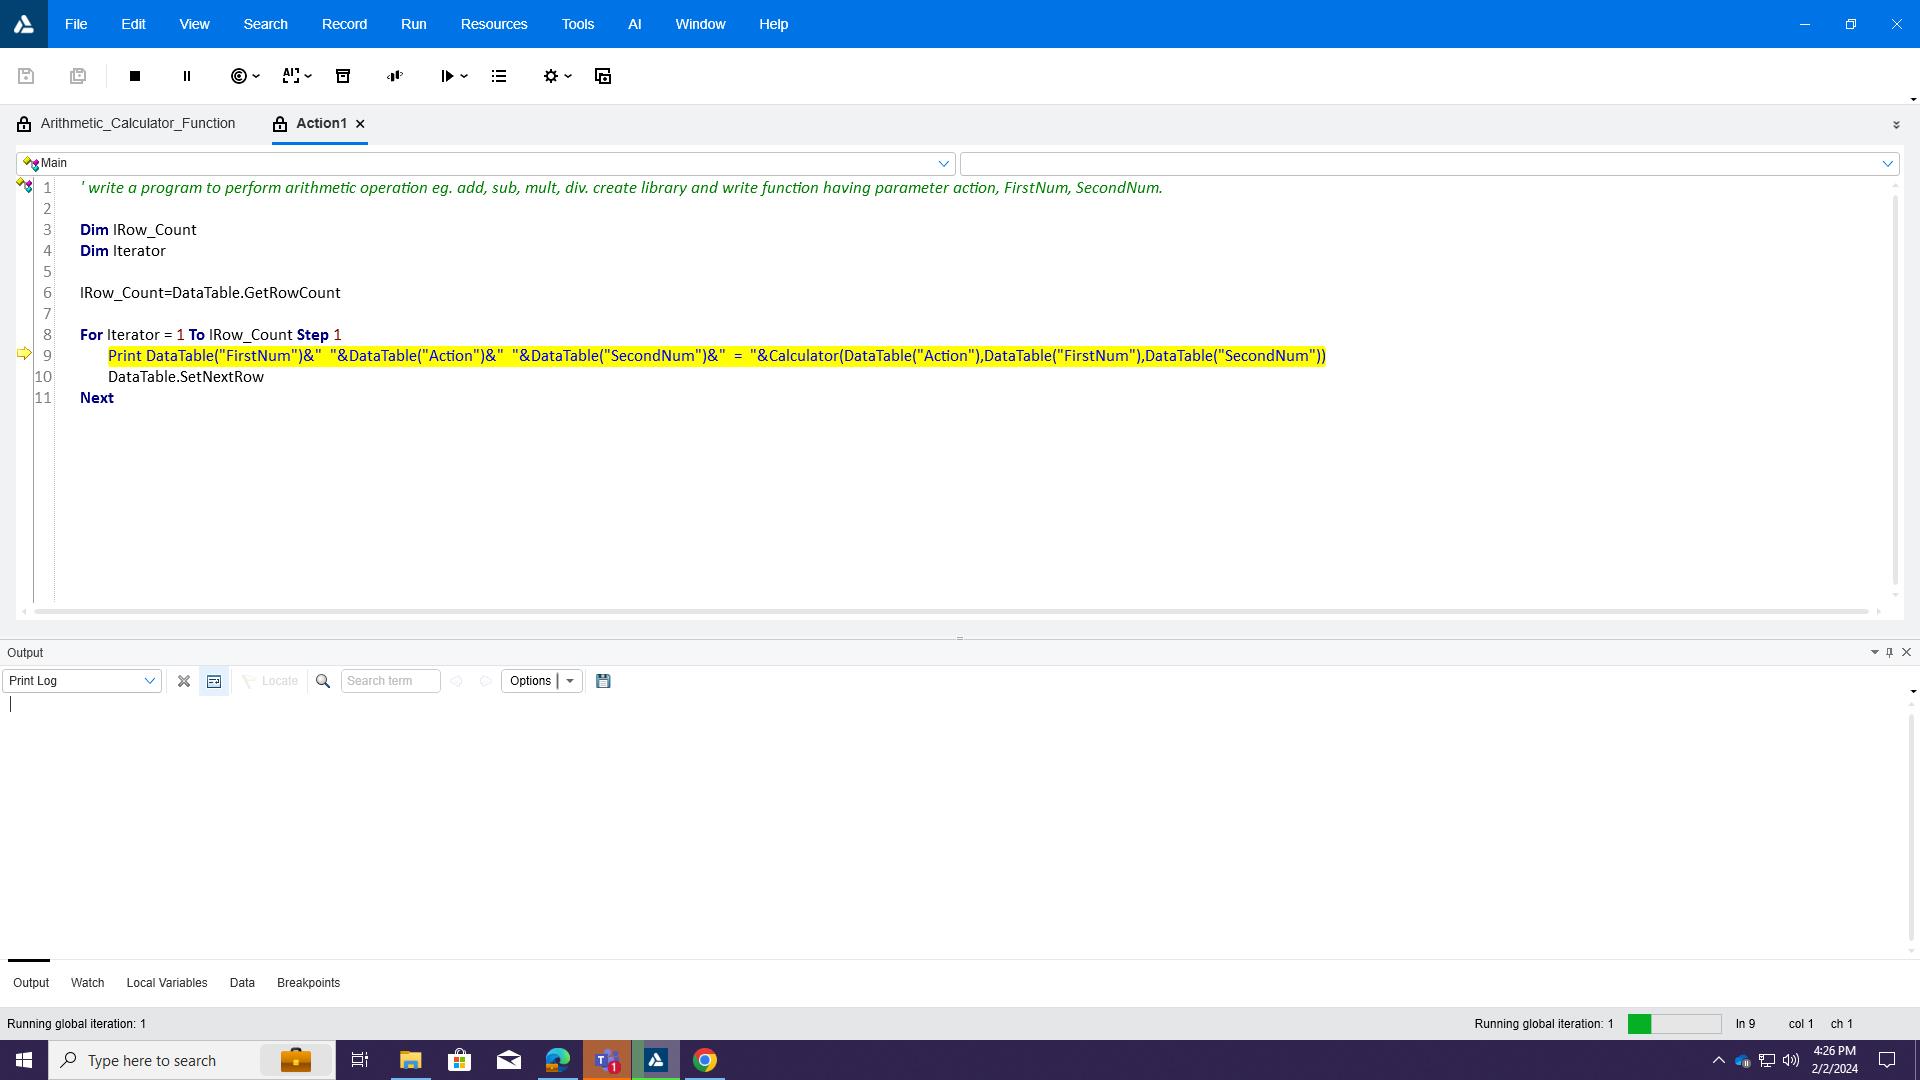 File Edit View Search Record Run Resources Tools AI Window Help
Arithmetic_Calculator_Function Action1
Main
1 ' write a program to perform arithmetic operation eg. add, sub, mult, div. create library and write function having parameter action, FirstNum, SecondNum.
2
3 Dim lRow_Count
4 Dim Iterator
5
6 lRow_Count=DataTable.GetRowCount
7
8 For Iterator = 1 To lRow_Count Step 1
9 Print DataTable("FirstNum")&"  "&DataTable("Action")&"  "&DataTable("SecondNum")&"  =  "&Calculator(DataTable("Action"),DataTable("FirstNum"),DataTable("SecondNum"))
10 DataTable.SetNextRow
11 Next
Output
Print Log Locate Search term Options
Output Watch Local Variables Data Breakpoints
Running global iteration: 1 Running global iteration: 1 ln 9 col 1 ch 1
Type here to search T 1 4:26 PM
2/2/2024